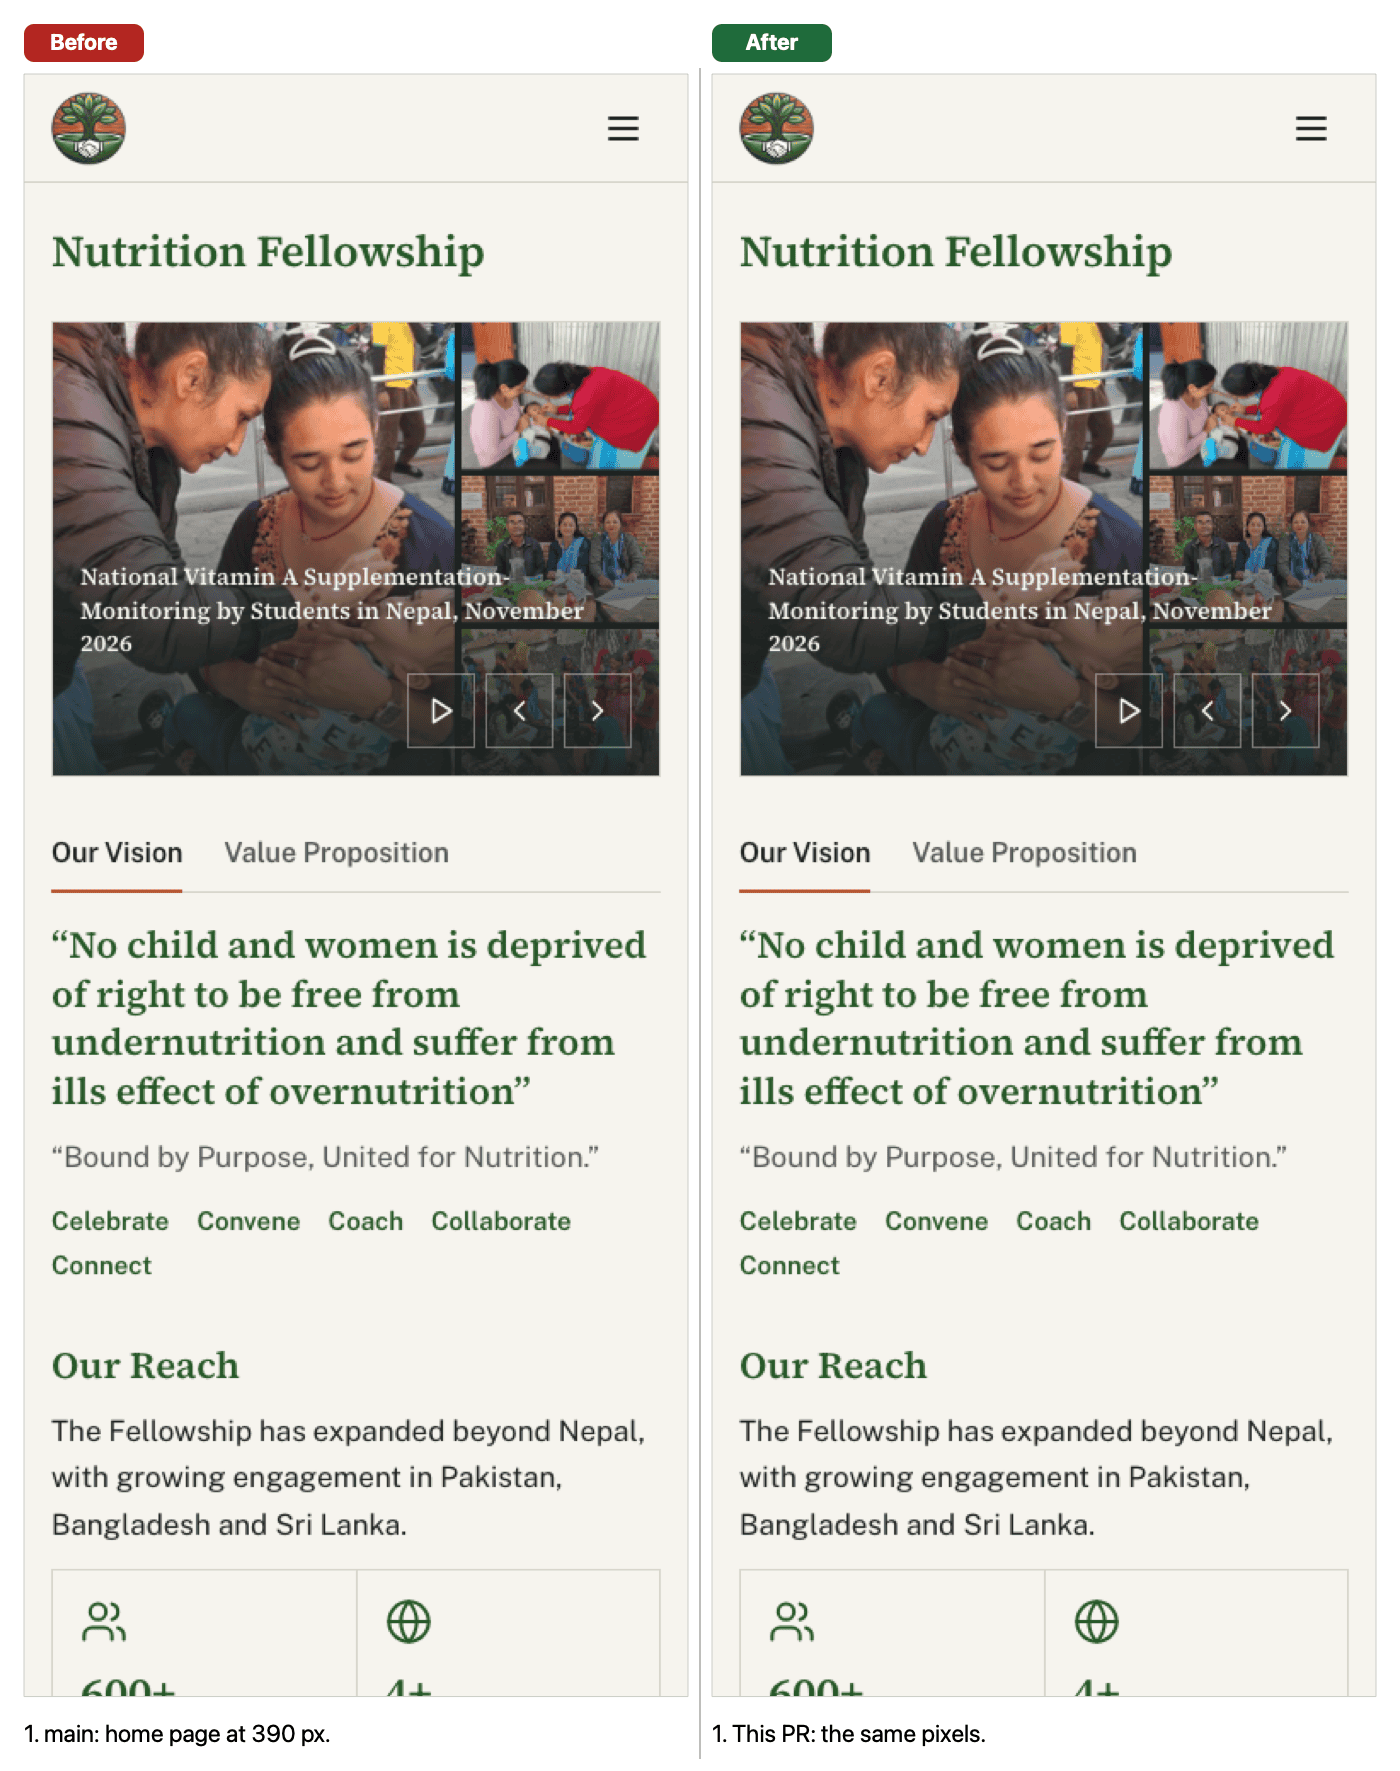 Before
Nutrition Fellowship
National Vitamin A Supplementation-
Monitoring by Students in Nepal, November
2026
Our Vision Value Proposition
“No child and women is deprived
of right to be free from
undernutrition and suffer from
ills effect of overnutrition”
“Bound by Purpose, United for Nutrition.”
Celebrate Convene Coach Collaborate
Connect
Our Reach
The Fellowship has expanded beyond Nepal,
with growing engagement in Pakistan,
Bangladesh and Sri Lanka.
600+ 4+
1. main: home page at 390 px.
After
Nutrition Fellowship
National Vitamin A Supplementation-
Monitoring by Students in Nepal, November
2026
Our Vision Value Proposition
“No child and women is deprived
of right to be free from
undernutrition and suffer from
ills effect of overnutrition”
“Bound by Purpose, United for Nutrition.”
Celebrate Convene Coach Collaborate
Connect
Our Reach
The Fellowship has expanded beyond Nepal,
with growing engagement in Pakistan,
Bangladesh and Sri Lanka.
600+ 4+
1. This PR: the same pixels.